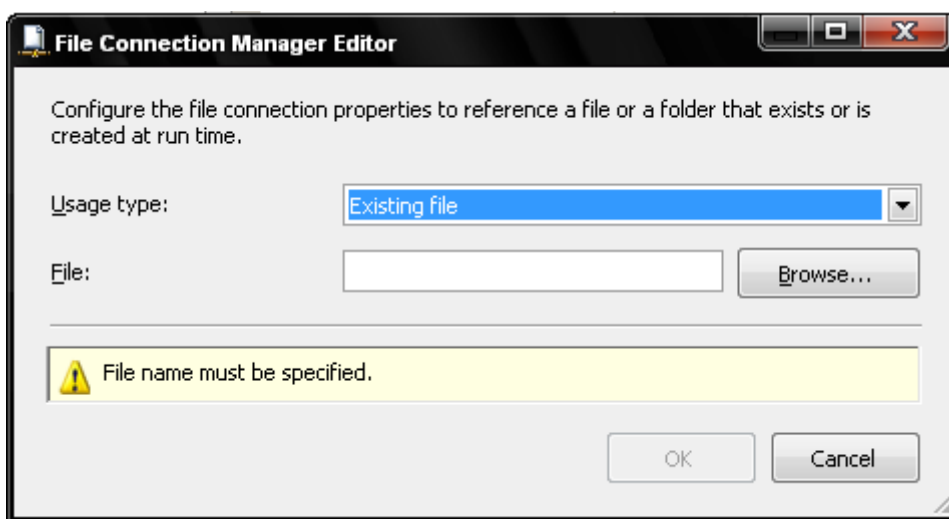 File Connection Manager Editor
Configure the file connection properties to reference a file or a folder that exists or is
created at run time.
Usage type:
Existing file
File:
Browse...
File name must be specified.
OK
Cancel